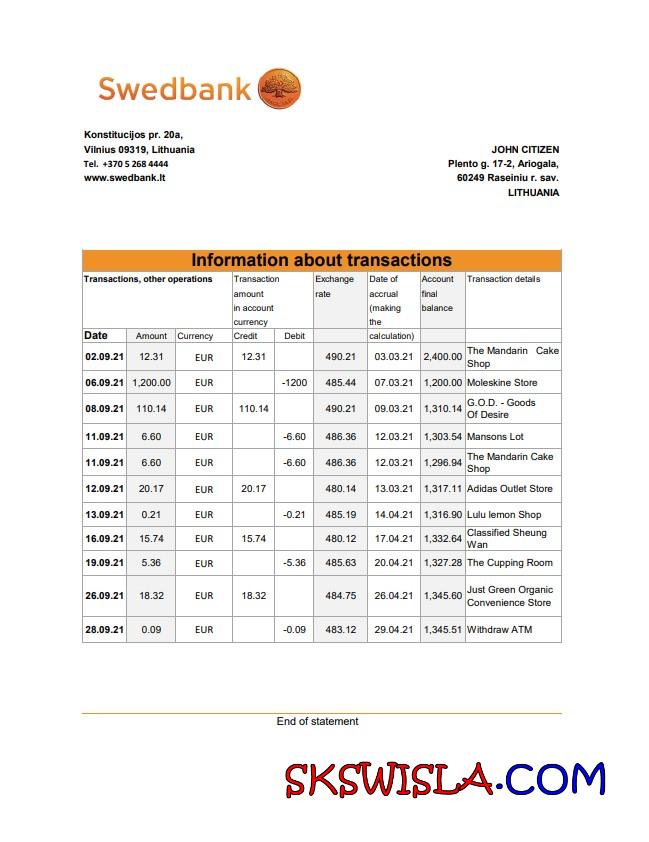 Swedbank
Konstitucijos pr. 20a,
Vilnius 09319, Lithuania
Tel. +370 5 268 4444
www.swedbank.lt
JOHN CITIZEN
Plento g. 17-2, Ariogala,
60249 Raseiniu r. sav.
LITHUANIA
Information about transactions
Transactions, other operations
Transaction
amount
in account
currency
Exchange
rate
Date of
accrual
(making
the
calculation)
Account
final
balance
Transaction details
Date Amount Currency Credit Debit
02.09.21 12.31 EUR 12.31 490.21 03.03.21 2,400.00 The Mandarin Cake
Shop
06.09.21 1,200.00 EUR -1200 485.44 07.03.21 1,200.00 Moleskine Store
08.09.21 110.14 EUR 110.14 490.21 09.03.21 1,310.14 G.O.D. - Goods
Of Desire
11.09.21 6.60 EUR -6.60 486.36 12.03.21 1,303.54 Mansons Lot
11.09.21 6.60 EUR -6.60 486.36 12.03.21 1,296.94 The Mandarin Cake
Shop
12.09.21 20.17 EUR 20.17 480.14 13.03.21 1,317.11 Adidas Outlet Store
13.09.21 0.21 EUR -0.21 485.19 14.04.21 1,316.90 Lulu lemon Shop
16.09.21 15.74 EUR 15.74 480.12 17.04.21 1,332.64 Classified Sheung
Wan
19.09.21 5.36 EUR -5.36 485.63 20.04.21 1,327.28 The Cupping Room
26.09.21 18.32 EUR 18.32 484.75 26.04.21 1,345.60 Just Green Organic
Convenience Store
28.09.21 0.09 EUR -0.09 483.12 29.04.21 1,345.51 Withdraw ATM
End of statement
SKSWISLA.COM